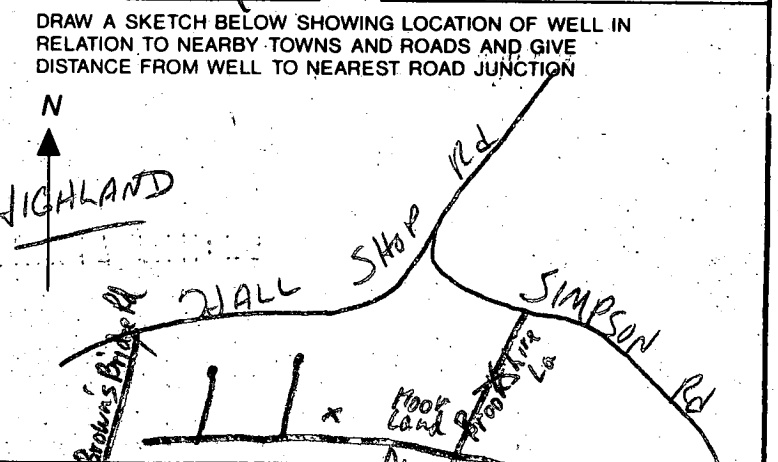 DRAW A SKETCH BELOW SHOWING LOCATION OF WELL IN
RELATION TO NEARBY TOWNS AND ROADS AND GIVE
DISTANCE FROM WELL TO NEAREST ROAD JUNCTION
N
HIGHLAND
HALL SHOP Rd
SIMPSON Rd
Brown's Bridge Rd
Brookshire La
Moor
Land
x